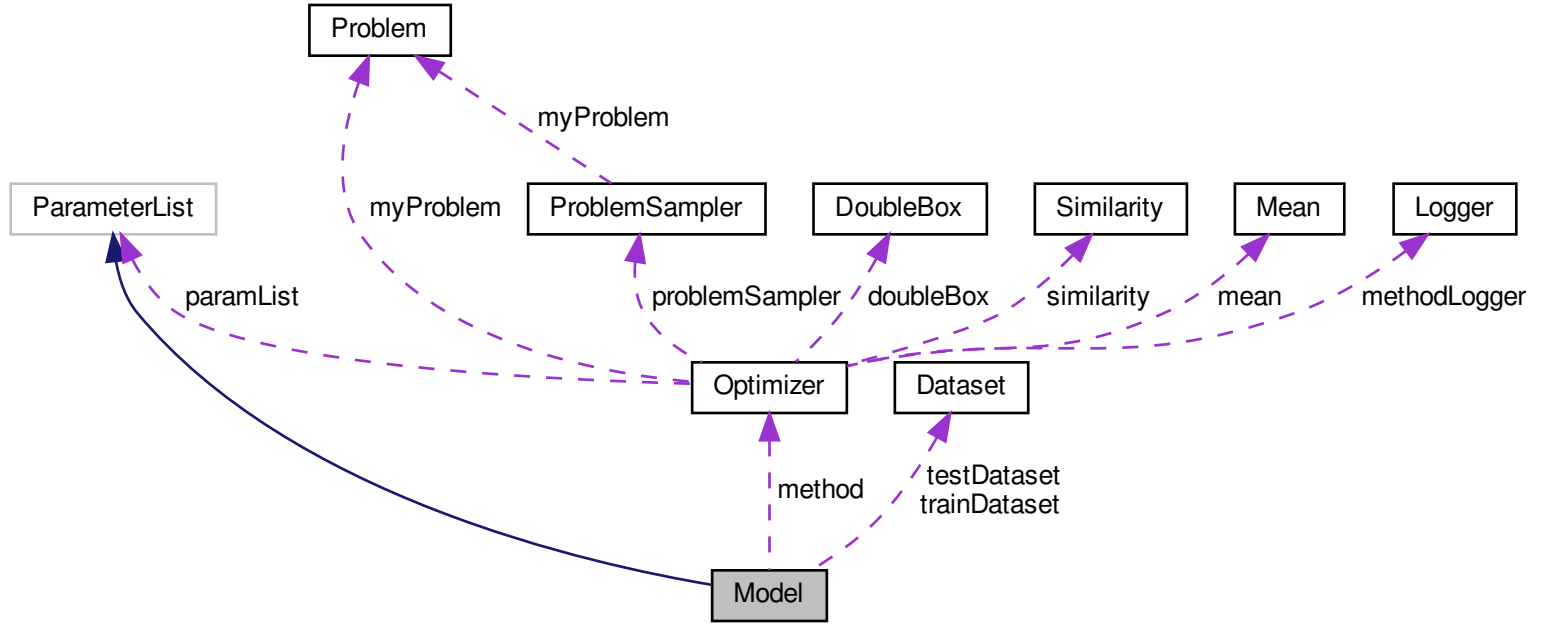 Problem
myProblem
ParameterList
myProblem
ProblemSampler
DoubleBox
Similarity
Mean
Logger
paramList
problemSampler
doubleBox
similarity
mean
methodLogger
Optimizer
Dataset
method
testDataset
trainDataset
Model